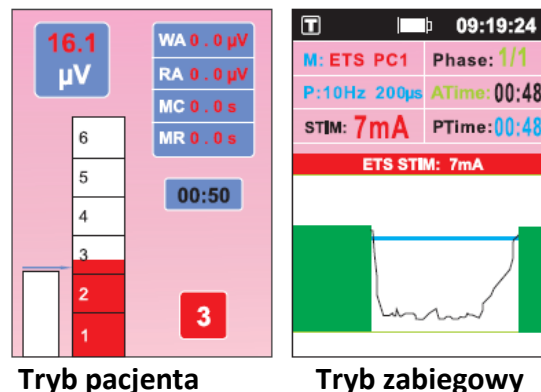 16.1
µV
WA 0 . 0 µV
RA 0 . 0 µV
MC 0 . 0 s
MR 0 . 0 s
00:50
6
5
4
3
2
1
3
T 09:19:24
M: ETS PC1 Phase: 1/1
P:10Hz 200µs ATime: 00:48
STIM: 7mA PTime:00:48
ETS STIM: 7mA
Tryb pacjenta Tryb zabiegowy